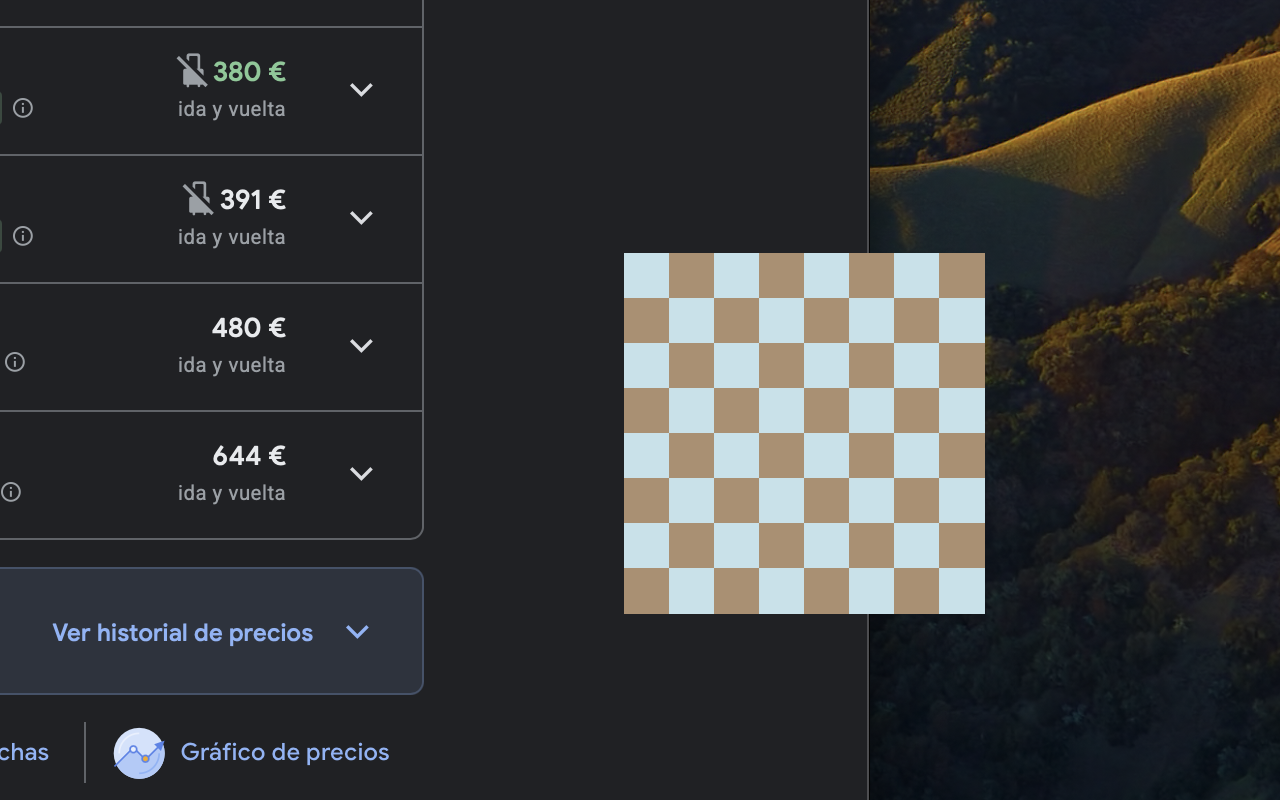 380 €
ida y vuelta
391 €
ida y vuelta
480 €
ida y vuelta
644 €
ida y vuelta
Ver historial de precios
chas
Gráfico de precios